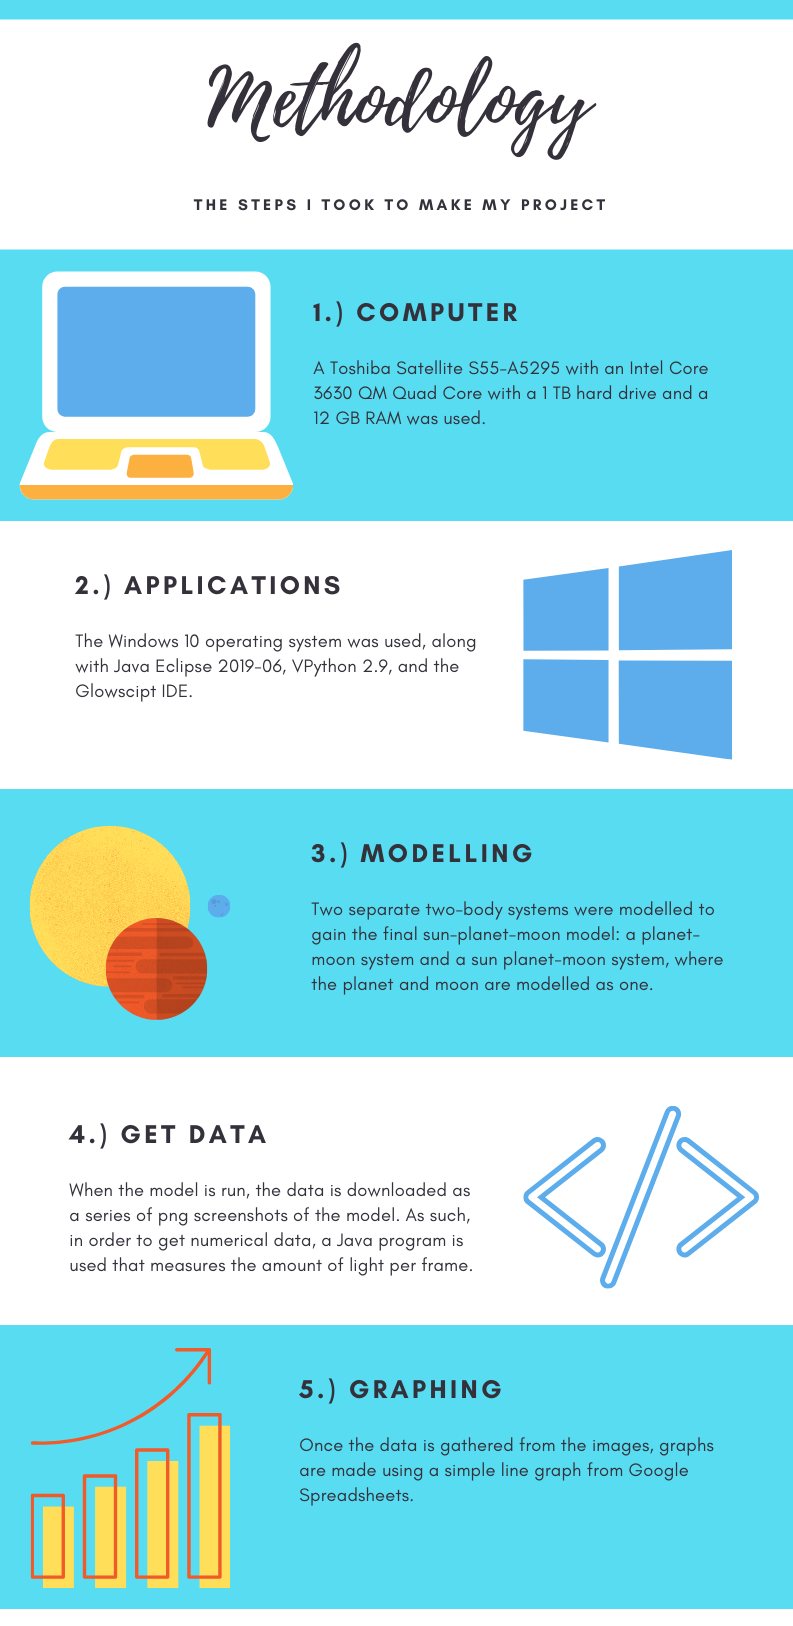 Methodology
THE STEPS I TOOK TO MAKE MY PROJECT
1.) COMPUTER
A Toshiba Satellite S55-A5295 with an Intel Core
3630 QM Quad Core with a 1 TB hard drive and a
12 GB RAM was used.
2.) APPLICATIONS
The Windows 10 operating system was used, along
with Java Eclipse 2019-06, VPython 2.9, and the
Glowscipt IDE.
3.) MODELLING
Two separate two-body systems were modelled to
gain the final sun-planet-moon model: a planet-
moon system and a sun planet-moon system, where
the planet and moon are modelled as one.
4.) GET DATA
When the model is run, the data is downloaded as
a series of png screenshots of the model. As such,
in order to get numerical data, a Java program is
used that measures the amount of light per frame.
5.) GRAPHING
Once the data is gathered from the images, graphs
are made using a simple line graph from Google
Spreadsheets.